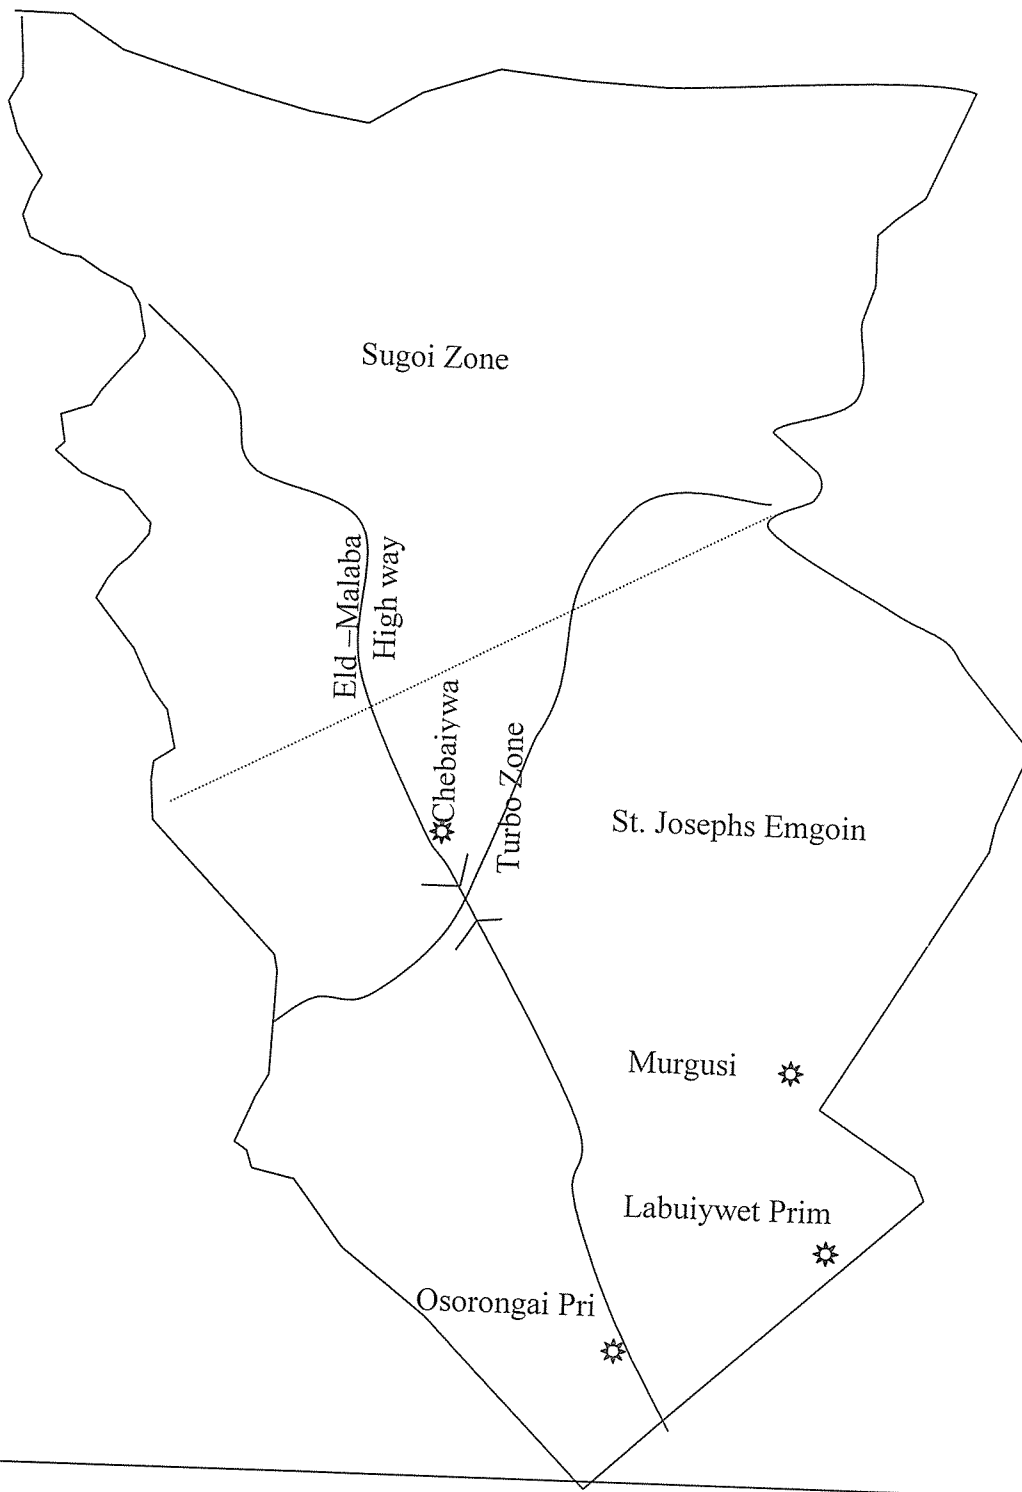 Sugoi Zone
Eld –Malaba
High way
Chebaiywa
Turbo Zone
St. Josephs Emgoin
Murgusi
Labuiywet Prim
Osorongai Pri